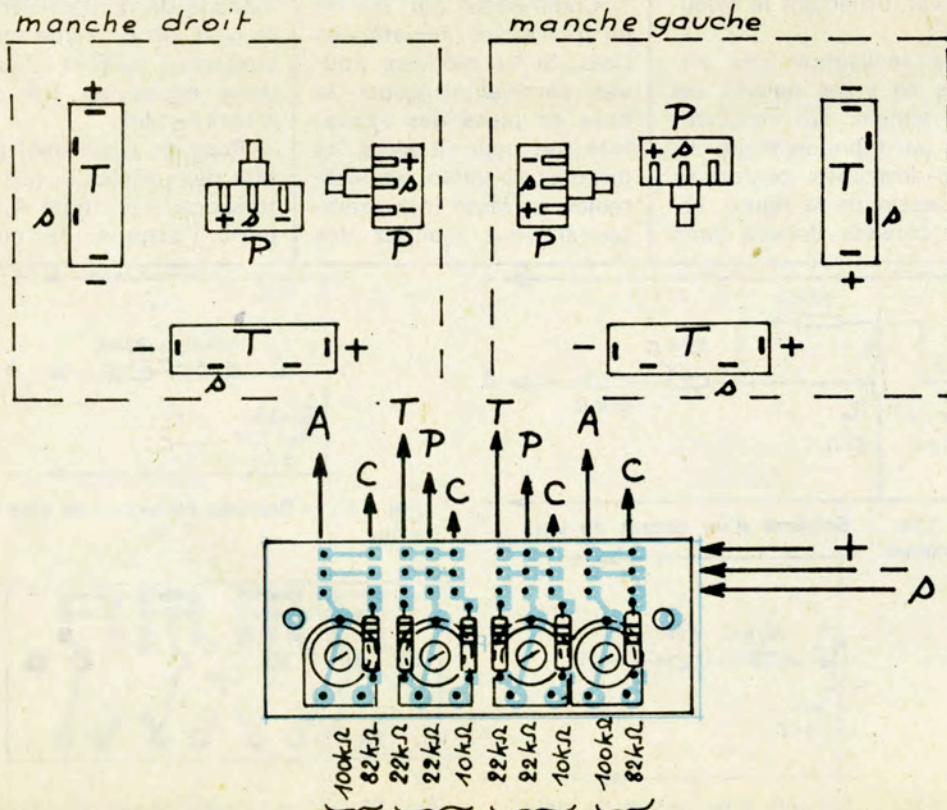 manche droit
manche gauche
+ T s −
+ s − P
+ s − P
− T + s
− s + P
P + s −
T s +
− T + s
A C T P C T P C A C
+
−
s
100kΩ 82kΩ 22kΩ 22kΩ 10kΩ 22kΩ 22kΩ 10kΩ 100kΩ 82kΩ